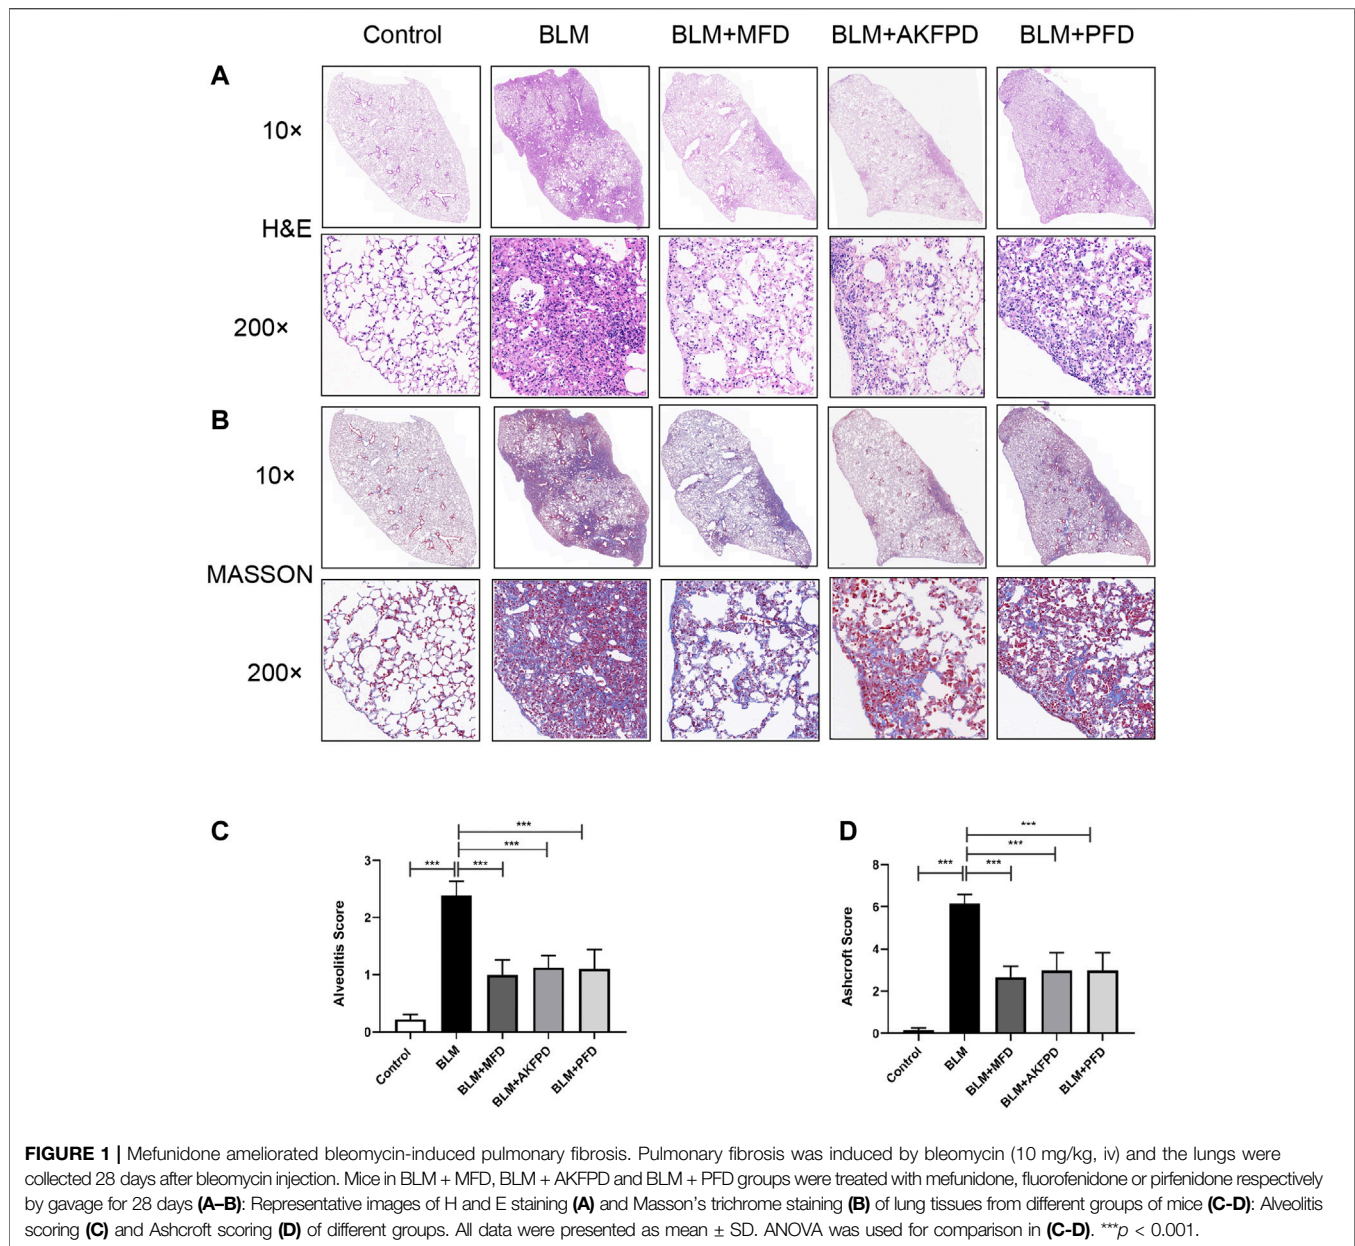 Control BLM BLM+MFD BLM+AKFPD BLM+PFD
A
10×
H&E
200×
B
10×
MASSON
200×
C
***
***
*** ***
3
2
1
0
Alveolitis Score
Control BLM BLM+MFD BLM+AKFPD BLM+PFD
D
***
***
*** ***
8
6
4
2
0
Ashcroft Score
Control BLM BLM+MFD BLM+AKFPD BLM+PFD
FIGURE 1 | Mefunidone ameliorated bleomycin-induced pulmonary fibrosis. Pulmonary fibrosis was induced by bleomycin (10 mg/kg, iv) and the lungs were
collected 28 days after bleomycin injection. Mice in BLM + MFD, BLM + AKFPD and BLM + PFD groups were treated with mefunidone, fluorofenidone or pirfenidone respectively
by gavage for 28 days (A–B): Representative images of H and E staining (A) and Masson’s trichrome staining (B) of lung tissues from different groups of mice (C-D): Alveolitis
scoring (C) and Ashcroft scoring (D) of different groups. All data were presented as mean ± SD. ANOVA was used for comparison in (C-D). ***p < 0.001.